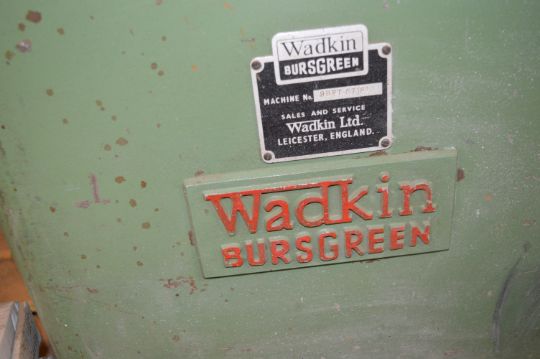 Wadkin
BURSGREEN
MACHINE No.
SALES AND SERVICE
Wadkin Ltd.
LEICESTER, ENGLAND.
Wadkin
BURSGREEN